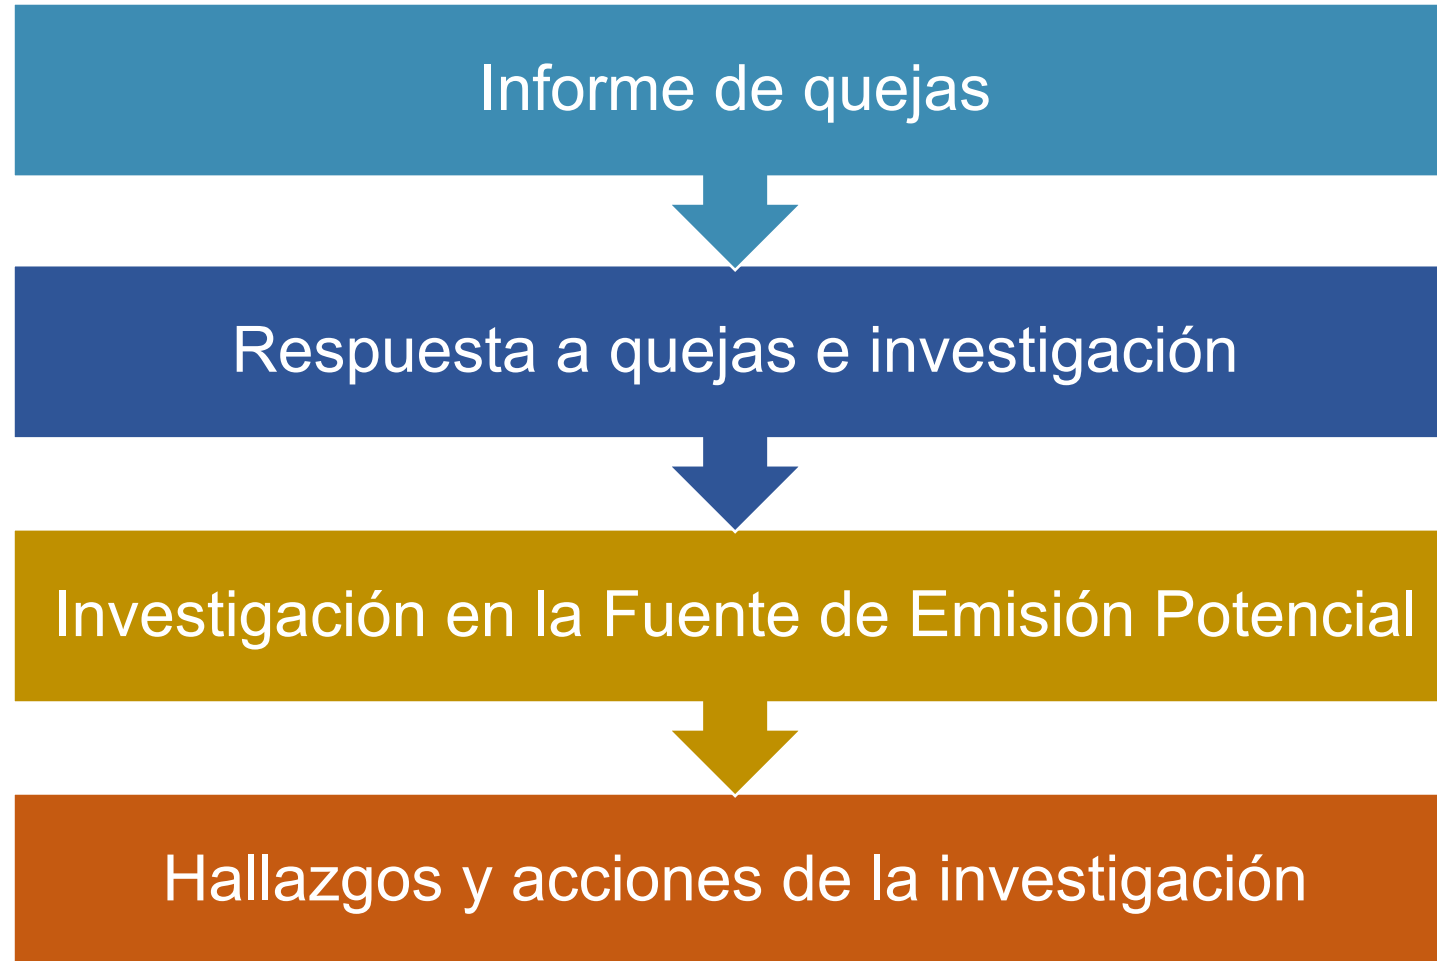 Informe de quejas
Respuesta a quejas e investigación
Investigación en la Fuente de Emisión Potencial
Hallazgos y acciones de la investigación